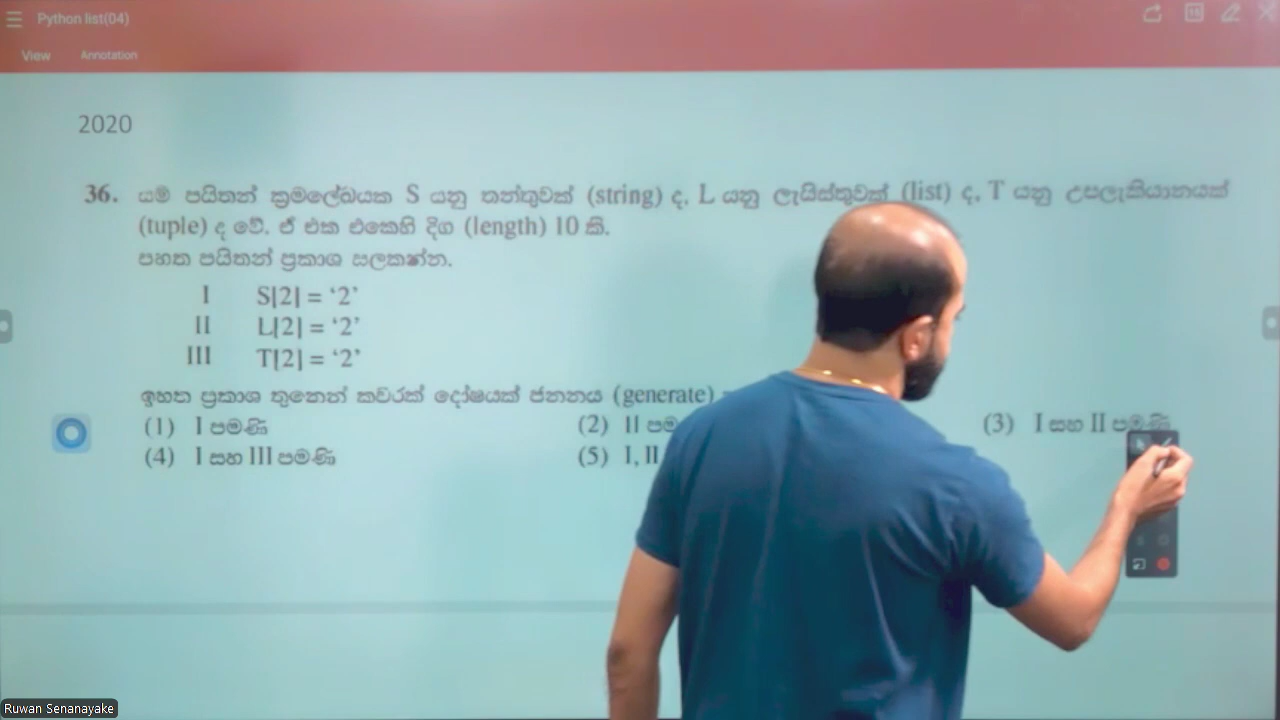 Python list(04)
View Annotation
2020
36. යම් පයිතන් ක්‍රමලේඛයක S යනු තන්තුවක් (string) ද, L යනු ලැයිස්තුවක් (list) ද, T යනු උපලැකියානයක්
(tuple) ද වේ. ඒ එක එකෙහි දිග (length) 10 කි.
පහත පයිතන් ප්‍රකාශ සලකන්න.
I S[2] = ‘2’
II L[2] = ‘2’
III T[2] = ‘2’
ඉහත ප්‍රකාශ තුනෙන් කවරක් දෝෂයක් ජනනය (generate)
(1) I පමණි (2) II පම (3) I සහ II පමණි
(4) I සහ III පමණි (5) I, II
Ruwan Senanayake